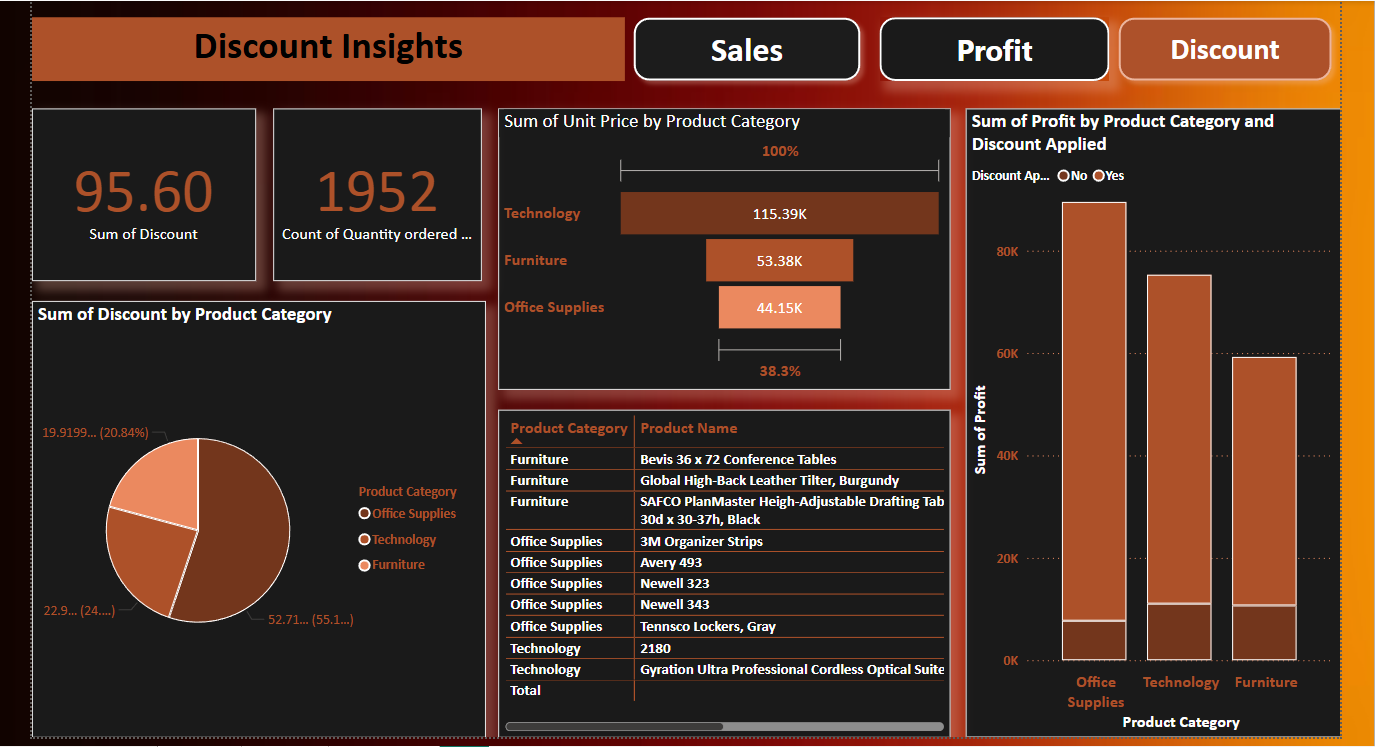 Discount Insights
Sales
Profit
Discount
95.60
Sum of Discount
1952
Count of Quantity ordered ...
Sum of Unit Price by Product Category
100%
Technology
115.39K
Furniture
53.38K
Office Supplies
44.15K
38.3%
Sum of Profit by Product Category and
Discount Applied
Discount Ap... No Yes
80K
60K
40K
20K
0K
Sum of Profit
Office
Supplies
Technology
Furniture
Product Category
Sum of Discount by Product Category
19.9199... (20.84%)
22.9... (24....)
52.71... (55.1...)
Product Category
Office Supplies
Technology
Furniture
Product Category Product Name
Furniture Bevis 36 x 72 Conference Tables
Furniture Global High-Back Leather Tilter, Burgundy
Furniture SAFCO PlanMaster Heigh-Adjustable Drafting Tab
30d x 30-37h, Black
Office Supplies 3M Organizer Strips
Office Supplies Avery 493
Office Supplies Newell 323
Office Supplies Newell 343
Office Supplies Tennsco Lockers, Gray
Technology 2180
Technology Gyration Ultra Professional Cordless Optical Suite
Total